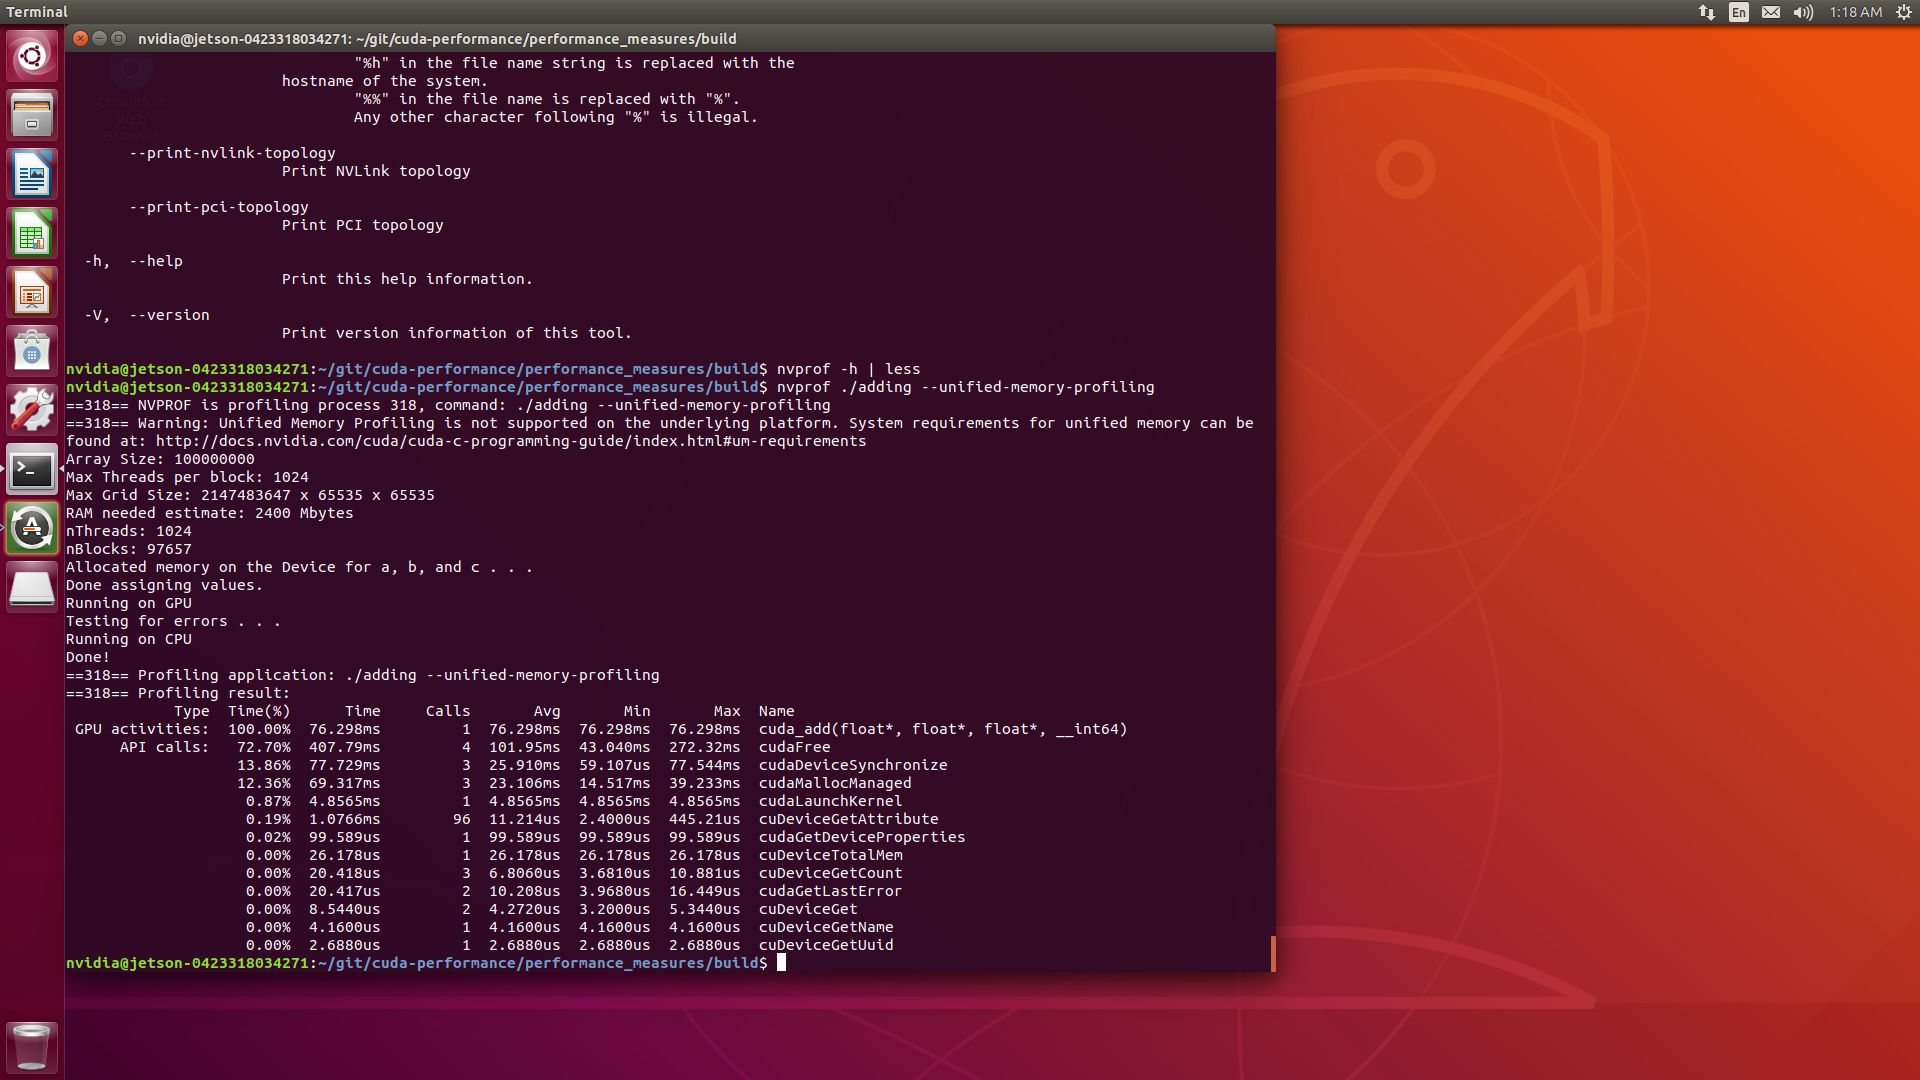 Terminal
En
1:18 AM
nvidia@jetson-0423318034271: ~/git/cuda-performance/performance_measures/build
Chromium
Web
Browser
"%h" in the file name string is replaced with the
hostname of the system.
"%%" in the file name is replaced with "%".
Any other character following "%" is illegal.
--print-nvlink-topology
Print NVLink topology
--print-pci-topology
Print PCI topology
-h,  --help
Print this help information.
-V,  --version
Print version information of this tool.
nvidia@jetson-0423318034271:~/git/cuda-performance/performance_measures/build$ nvprof -h | less
nvidia@jetson-0423318034271:~/git/cuda-performance/performance_measures/build$ nvprof ./adding --unified-memory-profiling
==318== NVPROF is profiling process 318, command: ./adding --unified-memory-profiling
==318== Warning: Unified Memory Profiling is not supported on the underlying platform. System requirements for unified memory can be
found at: http://docs.nvidia.com/cuda/cuda-c-programming-guide/index.html#um-requirements
Array Size: 100000000
Max Threads per block: 1024
Max Grid Size: 2147483647 x 65535 x 65535
RAM needed estimate: 2400 Mbytes
nThreads: 1024
nBlocks: 97657
Allocated memory on the Device for a, b, and c . . .
Done assigning values.
Running on GPU
Testing for errors . . .
Running on CPU
Done!
==318== Profiling application: ./adding --unified-memory-profiling
==318== Profiling result:
Type  Time(%)      Time     Calls       Avg       Min       Max  Name
GPU activities:  100.00%  76.298ms         1  76.298ms  76.298ms  76.298ms  cuda_add(float*, float*, float*, __int64)
API calls:   72.70%  407.79ms         4  101.95ms  43.040ms  272.32ms  cudaFree
13.86%  77.729ms         3  25.910ms  59.107us  77.544ms  cudaDeviceSynchronize
12.36%  69.317ms         3  23.106ms  14.517ms  39.233ms  cudaMallocManaged
0.87%  4.8565ms         1  4.8565ms  4.8565ms  4.8565ms  cudaLaunchKernel
0.19%  1.0766ms        96  11.214us  2.4000us  445.21us  cuDeviceGetAttribute
0.02%  99.589us         1  99.589us  99.589us  99.589us  cudaGetDeviceProperties
0.00%  26.178us         1  26.178us  26.178us  26.178us  cuDeviceTotalMem
0.00%  20.418us         3  6.8060us  3.6810us  10.881us  cuDeviceGetCount
0.00%  20.417us         2  10.208us  3.9680us  16.449us  cudaGetLastError
0.00%  8.5440us         2  4.2720us  3.2000us  5.3440us  cuDeviceGet
0.00%  4.1600us         1  4.1600us  4.1600us  4.1600us  cuDeviceGetName
0.00%  2.6880us         1  2.6880us  2.6880us  2.6880us  cuDeviceGetUuid
nvidia@jetson-0423318034271:~/git/cuda-performance/performance_measures/build$